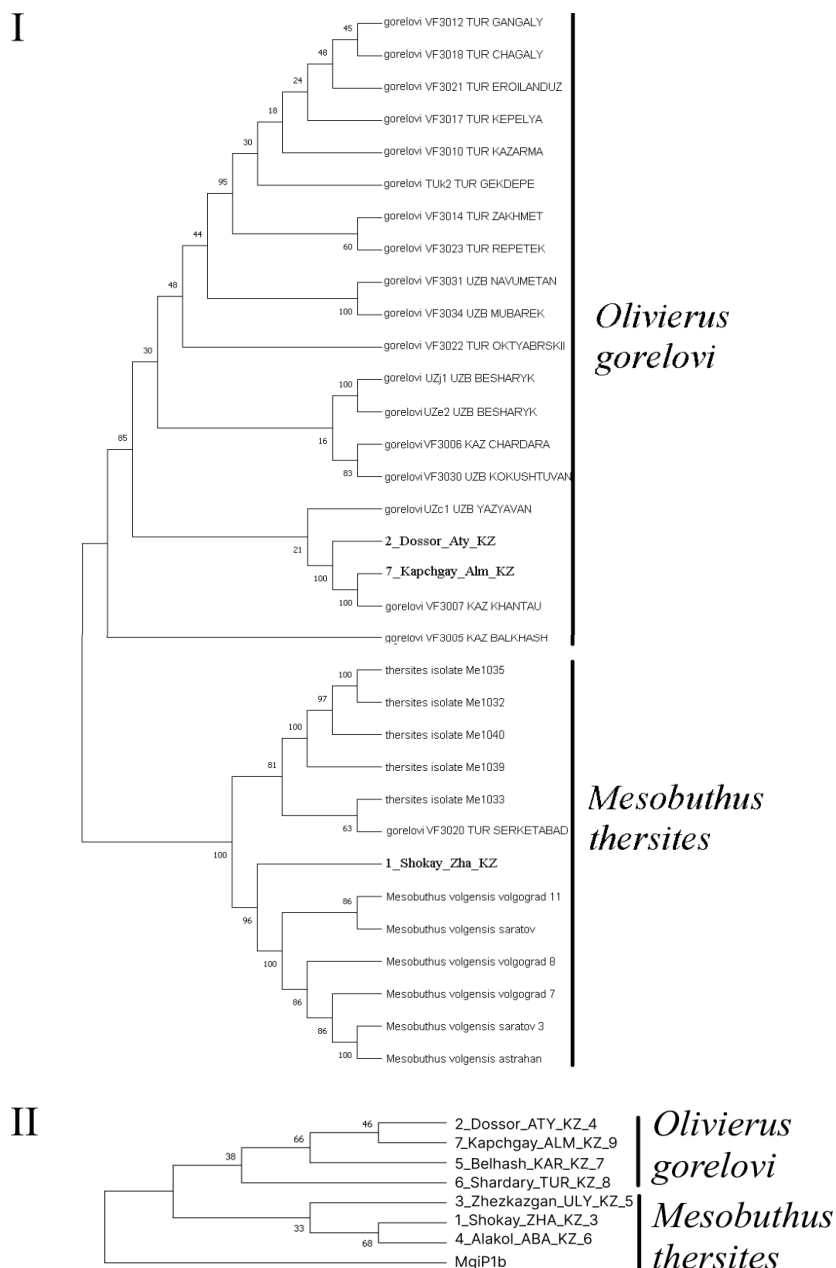 I
45
gorelovi VF3012 TUR GANGALY
48
gorelovi VF3018 TUR CHAGALY
24
gorelovi VF3021 TUR EROILANDUZ
18
gorelovi VF3017 TUR KEPELYA
30
gorelovi VF3010 TUR KAZARMA
95
gorelovi TUk2 TUR GEKDEPE
44
gorelovi VF3014 TUR ZAKHMET
60
gorelovi VF3023 TUR REPETEK
48
gorelovi VF3031 UZB NAVUMETAN
100
gorelovi VF3034 UZB MUBAREK
30
gorelovi VF3022 TUR OKTYABRSKII
85
100
gorelovi UZj1 UZB BESHARYK
16
gorelovi UZe2 UZB BESHARYK
gorelovi VF3006 KAZ CHARDARA
83
gorelovi VF3030 UZB KOKUSHTUVAN
gorelovi UZc1 UZB YAZYAVAN
21
2_Dossor_Aty_KZ
100
7_Kapchgay_Alm_KZ
100
gorelovi VF3007 KAZ KHANTAU
gorelovi VF3005 KAZ BALKHASH
Olivierus
gorelovi
100
thersites isolate Me1035
97
thersites isolate Me1032
100
thersites isolate Me1040
81
thersites isolate Me1039
thersites isolate Me1033
63
gorelovi VF3020 TUR SERKETABAD
100
1_Shokay_Zha_KZ
96
86
Mesobuthus volgensis volgograd 11
Mesobuthus volgensis saratov
100
Mesobuthus volgensis volgograd 8
86
Mesobuthus volgensis volgograd 7
86
Mesobuthus volgensis saratov 3
100
Mesobuthus volgensis astrahan
Mesobuthus
thersites
II
46
2_Dossor_ATY_KZ_4
66
7_Kapchgay_ALM_KZ_9
38
5_Belhash_KAR_KZ_7
6_Shardary_TUR_KZ_8
Olivierus
gorelovi
3_Zhezkazgan_ULY_KZ_5
33
1_Shokay_ZHA_KZ_3
68
4_Alakol_ABA_KZ_6
MgiP1b
Mesobuthus
thersites